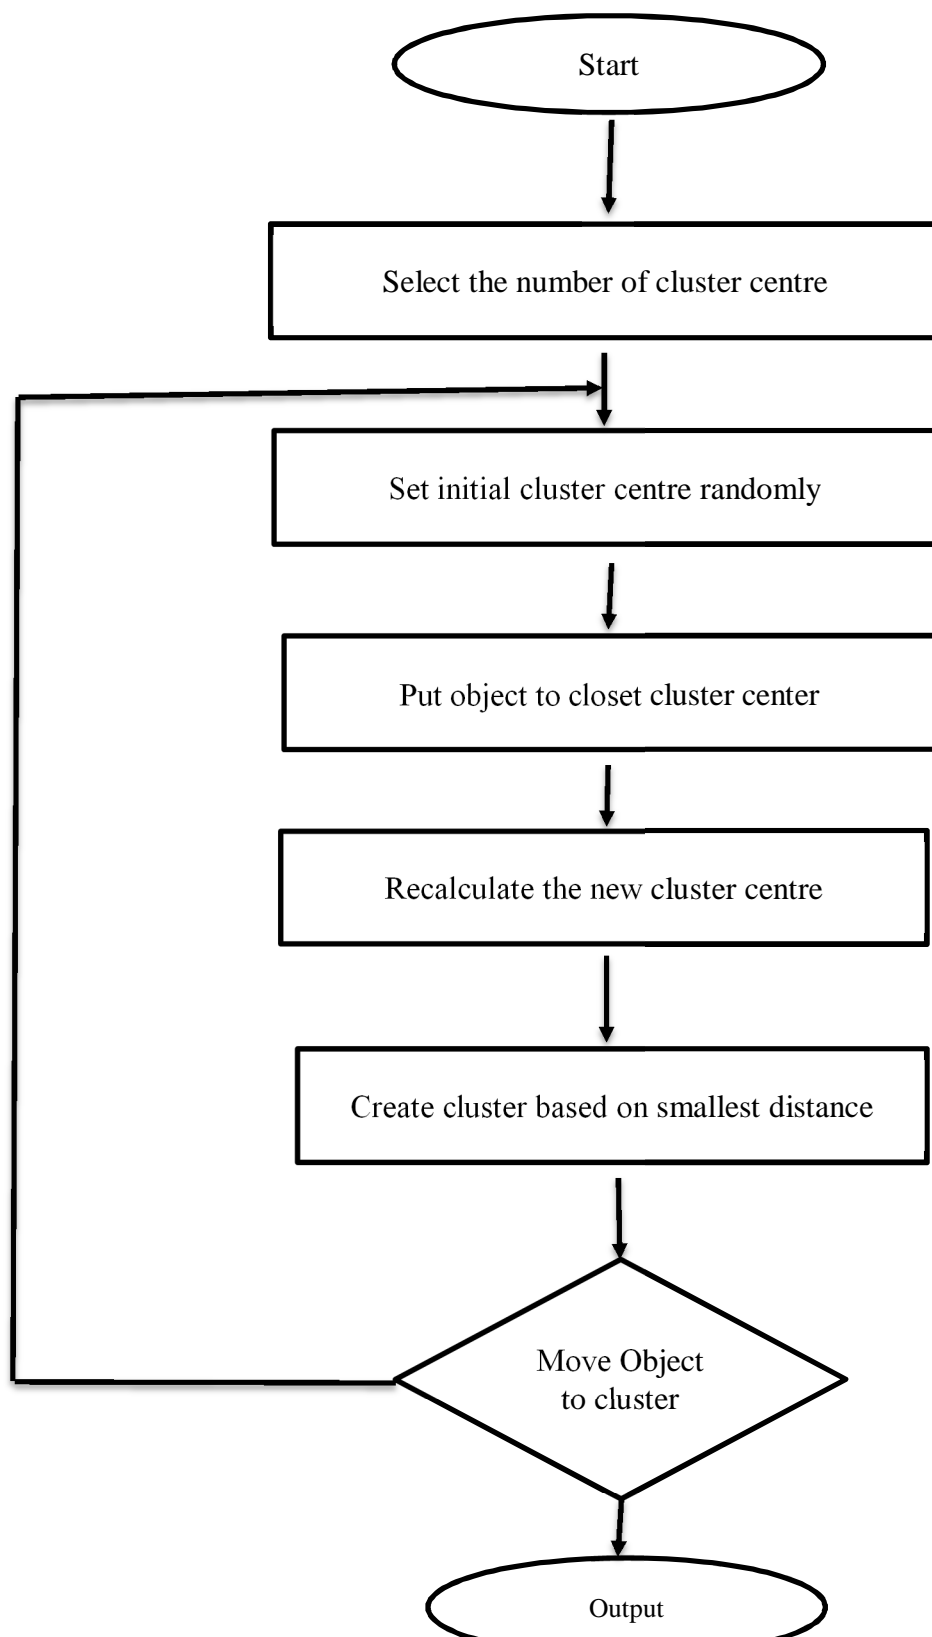 Start
Select the number of cluster centre
Set initial cluster centre randomly
Put object to closet cluster center
Recalculate the new cluster centre
Create cluster based on smallest distance
Move Object
to cluster
Output